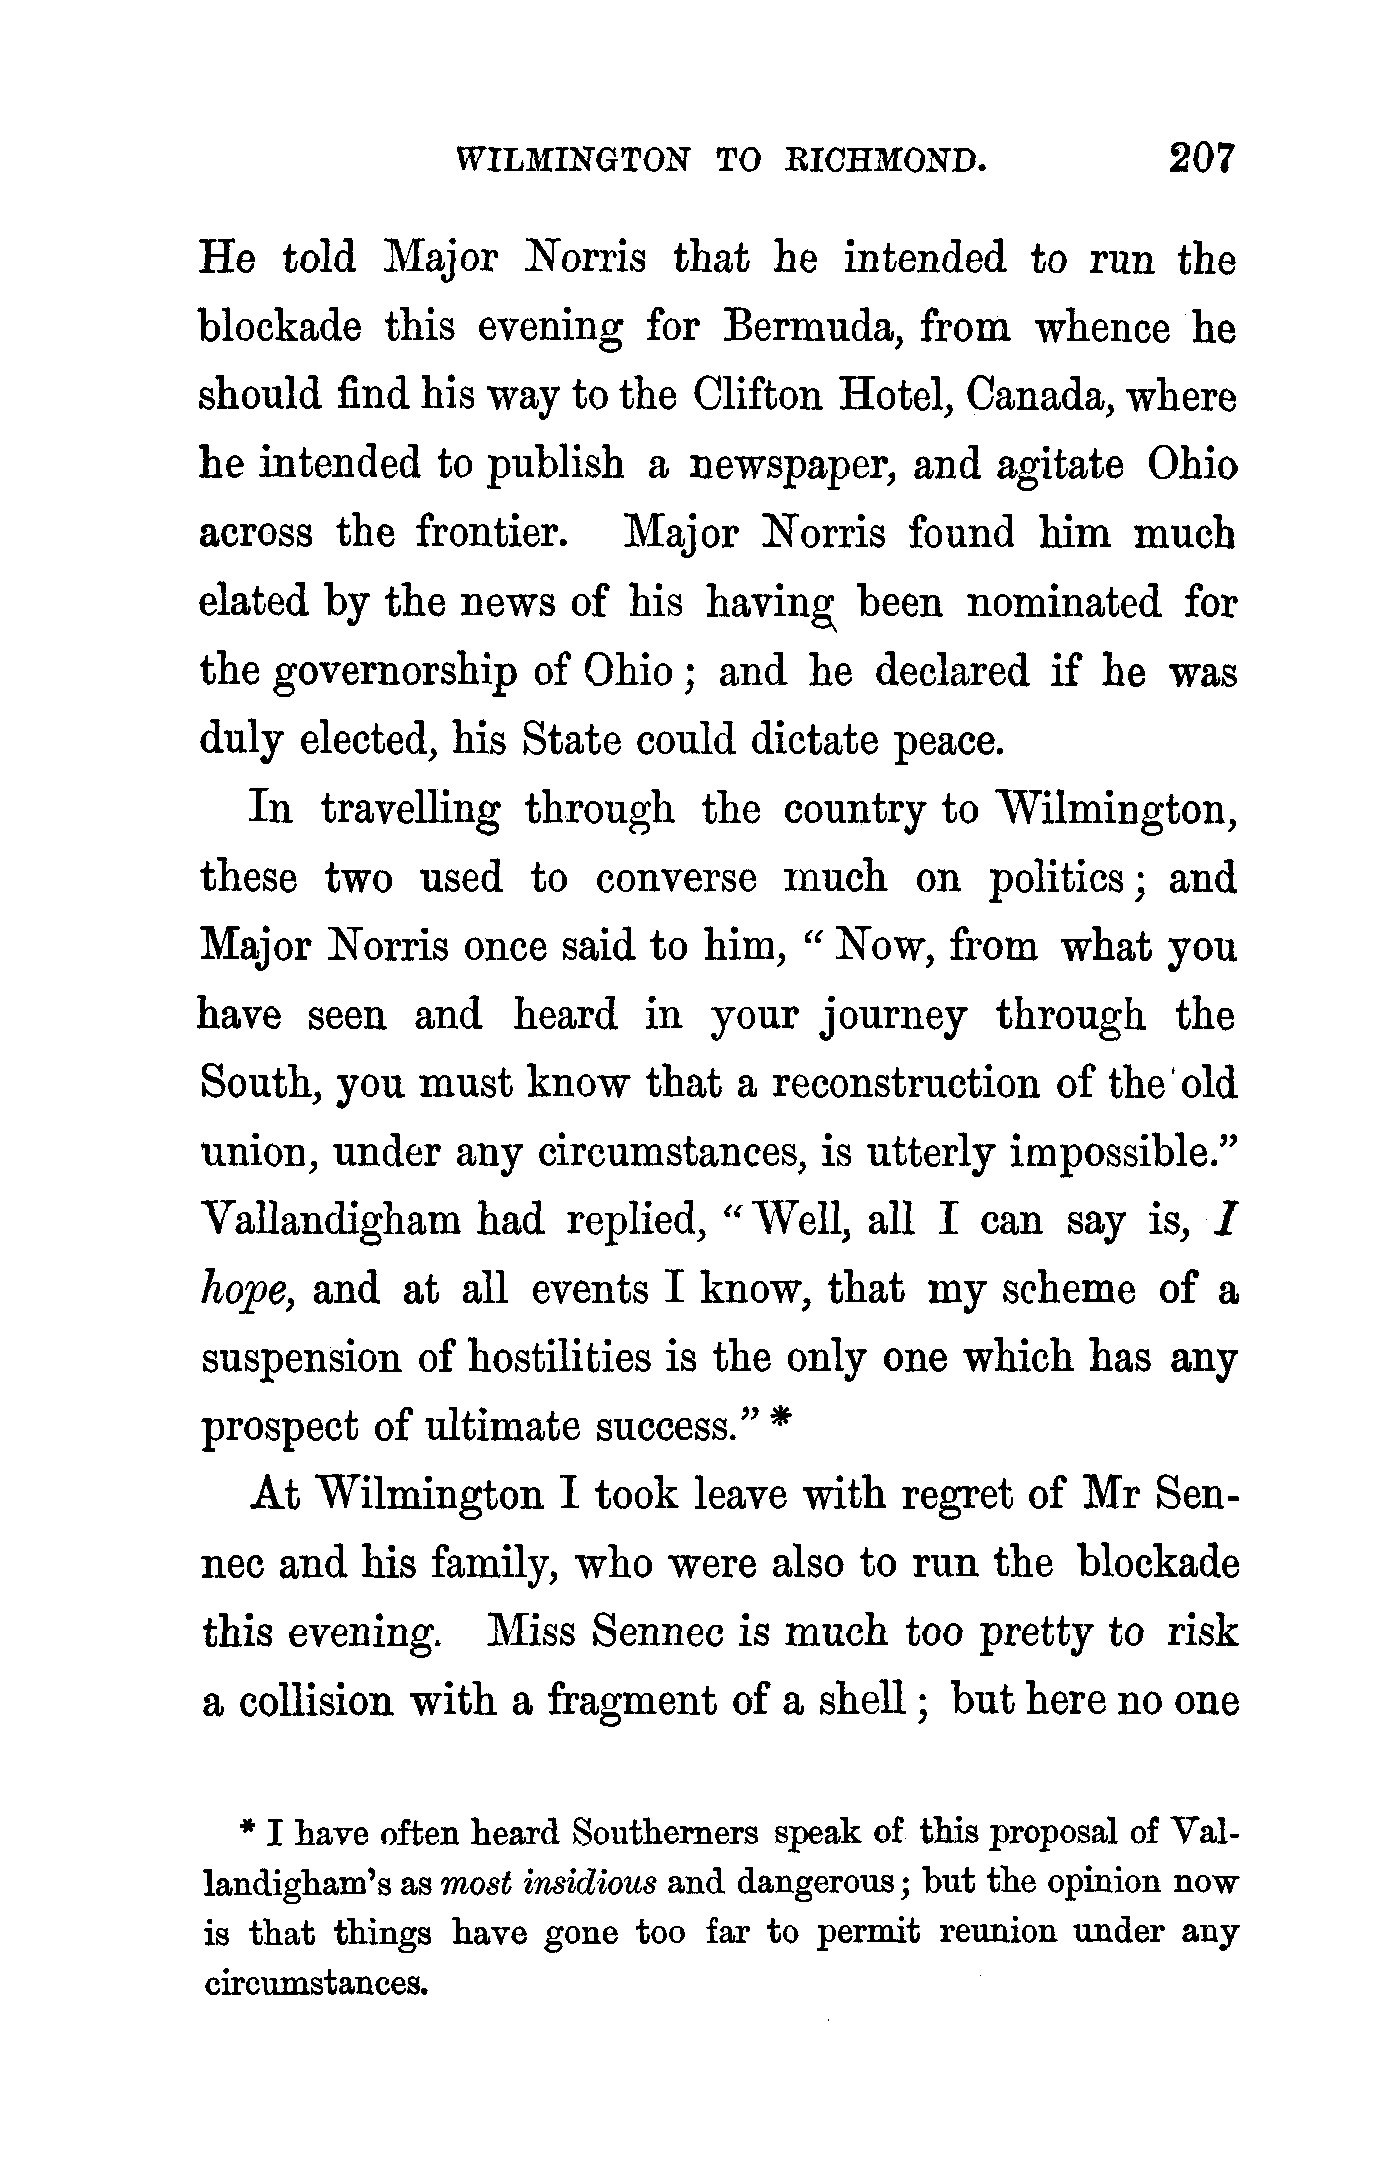 WILMINGTON TO RICHMOND. 207
He told Major Norris that he intended to run the
blockade this evening for Bermuda, from whence he
should find his way to the Clifton Hotel, Canada, where
he intended to publish a newspaper, and agitate Ohio
across the frontier. Major Norris found him much
elated by the news of his having been nominated for
the governorship of Ohio ; and he declared if he was
duly elected, his State could dictate peace.
In travelling through the country to Wilmington,
these two used to converse much on politics ; and
Major Norris once said to him, “ Now, from what you
have seen and heard in your journey through the
South, you must know that a reconstruction of the old
union, under any circumstances, is utterly impossible.”
Vallandigham had replied, “ Well, all I can say is, I
hope, and at all events I know, that my scheme of a
suspension of hostilities is the only one which has any
prospect of ultimate success.” *
At Wilmington I took leave with regret of Mr Sen-
nec and his family, who were also to run the blockade
this evening. Miss Sennec is much too pretty to risk
a collision with a fragment of a shell ; but here no one
* I have often heard Southerners speak of this proposal of Val-
landigham’s as most insidious and dangerous ; but the opinion now
is that things have gone too far to permit reunion under any
circumstances.